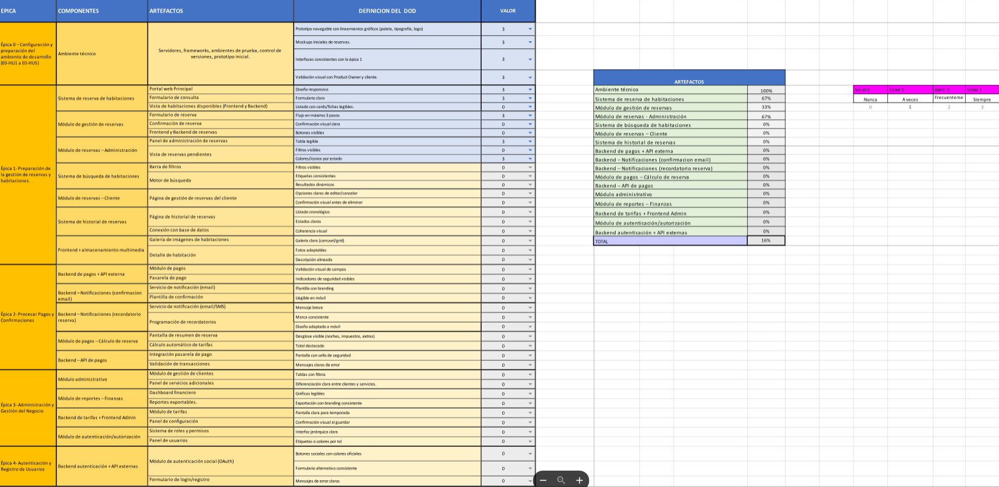 EPICA COMPONENTES ARTEFACTOS DEFINICION DEL DOD VALOR
Épica 0 – Configuración y
preparación del
ambiente de desarrollo
(E0-HU1 a E0-HU5)
Ambiente técnico
Servidores, frameworks, ambientes de prueba, control de
versiones, prototipo inicial.
Prototipo navegable con lineamientos gráficos (paleta, tipografía, logo) 3
Mockups iniciales de reservas. 3
Interfaces consistentes con la épica 1 3
Validación visual con Product Owner y cliente. 3
Épica 1- Preparación de
la gestión de reservas y
habitaciones.
Sistema de reserva de habitaciones
Portal web Principal Diseño responsivo 3
Formulario de consulta Formulario claro 3
Vista de habitaciones disponibles (Frontend y Backend) Listado con cards/fichas legibles. 0
Módulo de gestión de reservas
Formulario de reserva Flujo en máximo 3 pasos 3
Confirmación de reserva Confirmación visual clara 0
Frontend y Backend de reservas Botones visibles 0
Módulo de reservas – Administración
Panel de administración de reservas Tabla legible 3
Vista de reservas pendientes
Filtros visibles 0
Colores/íconos por estado 3
Sistema de búsqueda de habitaciones
Barra de filtros Filtros visibles 0
Motor de búsqueda
Etiquetas consistentes 0
Resultados dinámicos 0
Módulo de reservas – Cliente
Página de gestión de reservas del cliente
Opciones claras de editar/cancelar 0
Confirmación visual antes de eliminar 0
Sistema de historial de reservas
Página de historial de reservas
Listado cronológico 0
Estados claros 0
Conexión con base de datos Coherencia visual 0
Frontend + almacenamiento multimedia
Galería de imágenes de habitaciones Galería clara (carrusel/grid) 0
Detalle de habitación
Fotos adaptables 0
Descripción alineada 0
Épica 2- Procesar Pagos y
Confirmaciones
Backend de pagos + API externa
Módulo de pagos Validación visual de campos 0
Pasarela de pago Indicadores de seguridad visibles 0
Backend – Notificaciones (confirmacion
email)
Servicio de notificación (email) Plantilla con branding 0
Plantilla de confirmación Llegible en móvil 0
Backend – Notificaciones (recordatorio
reserva)
Servicio de notificación (email/SMS) Mensaje breve 0
Programación de recordatorios
Marca consistente 0
Diseño adaptado a móvil 0
Módulo de pagos – Cálculo de reserva
Pantalla de resumen de reserva Desglose visible (noches, impuestos, extras) 0
Cálculo automático de tarifas Total destacado 0
Backend – API de pagos
Integración pasarela de pago Pantalla con sello de seguridad 0
Validación de transacciones Mensajes claros de error 0
Épica 3- Administración y
Gestión del Negocio
Módulo administrativo
Módulo de gestión de clientes Tablas con filtros 0
Panel de servicios adicionales Diferenciación clara entre clientes y servicios. 0
Módulo de reportes – Finanzas
Dashboard financiero Gráficos legibles 0
Reportes exportables. Exportación con branding consistente 0
Backend de tarifas + Frontend Admin
Módulo de tarifas Pantalla clara para temporada 0
Panel de configuración Confirmación visual al guardar 0
Módulo de autenticación/autorización
Sistema de roles y permisos Interfaz jerárquica clara 0
Panel de usuarios Etiquetas o colores por rol 0
Épica 4- Autenticación y
Registro de Usuarios
Backend autenticación + API externas
Módulo de autenticación social (OAuth)
Botones sociales con colores oficiales 0
Formulario alternativo consistente 0
Formulario de login/registro Mensajes de error claros 0
ARTEFACTOS
Ambiente técnico 100%
Sistema de reserva de habitaciones 67%
Módulo de gestión de reservas 33%
Módulo de reservas - Administración 67%
Sistema de búsqueda de habitaciones 0%
Módulo de reservas – Cliente 0%
Sistema de historial de reservas 0%
Backend de pagos + API externa 0%
Backend – Notificaciones (confirmacion email) 0%
Backend – Notificaciones (recordatorio reserva) 0%
Módulo de pagos – Cálculo de reserva 0%
Backend – API de pagos 0%
Módulo administrativo 0%
Módulo de reportes – Finanzas 0%
Backend de tarifas + Frontend Admin 0%
Módulo de autenticación/autorización 0%
Backend autenticación + API externas 0%
TOTAL 16%
Valor 0 Valor 1 Valor 2 Valor 3
Nunca A veces Frecuenteme Siempre
0 1 2 3